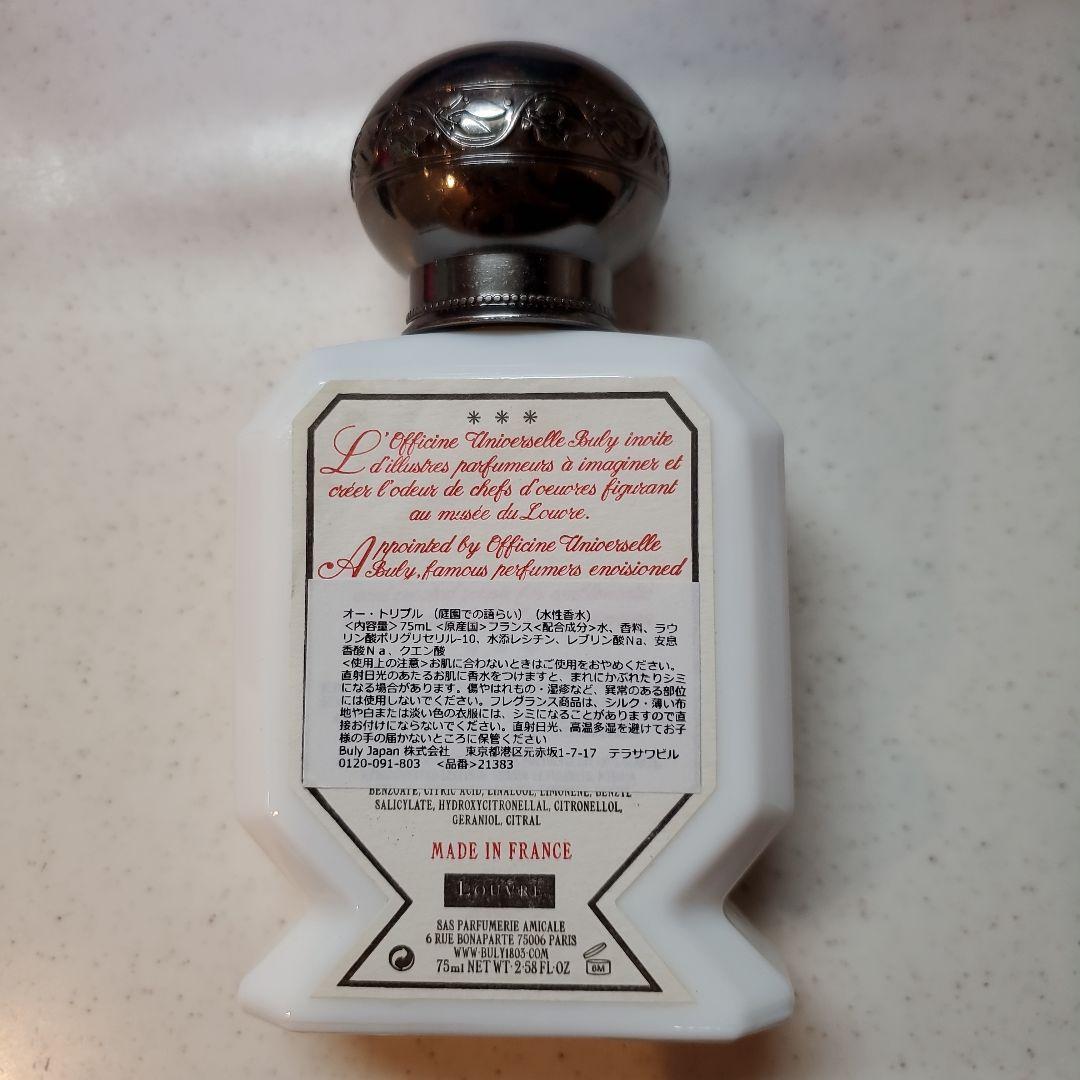 L'Officine Universelle Buly invite
d'illustres parfumeurs à imaginer et
créer l'odeur de chefs d'oeuvres figurant
au musée du Louvre.
Appointed by Officine Universelle
Buly, famous perfumers envisioned
オー・トリプル （庭園での語らい）（水性香水)
＜内容量＞75mL ＜原産国＞フランス＜配合成分＞水、香料、ラウ
リン酸ポリグリセリル-10、水添レシチン、レブリン酸Ｎa、安息
香酸Ｎａ、クエン酸
＜使用上の注意＞お肌に合わないときはご使用をおやめください。
直射日光のあたるお肌に香水をつけますと、まれにかぶれたりシミ
になる場合があります。傷やはれもの・湿疹など、異常のある部位
には使用しないでください。フレグランス商品は、シルク・薄い布
地や白または淡い色の衣服には、シミになることがありますので直
接お付けにならないでください。直射日光、高温多湿を避けてお子
様の手の届かないところに保管ください
Buly Japan 株式会社　東京都港区元赤坂1-7-17　テラサワビル
0120-091-803　＜品番＞21383
BENZOATE, CITRIC ACID, LINALOOL, LIMONENE, BENZYL
SALICYLATE, HYDROXYCITRONELLAL, CITRONELLOL,
GERANIOL, CITRAL
MADE IN FRANCE
LOUVRE
SAS PARFUMERIE AMICALE
6 RUE BONAPARTE 75006 PARIS
WWW·BULY1803·COM
75ml NET WT·2·58 FL·OZ
6M